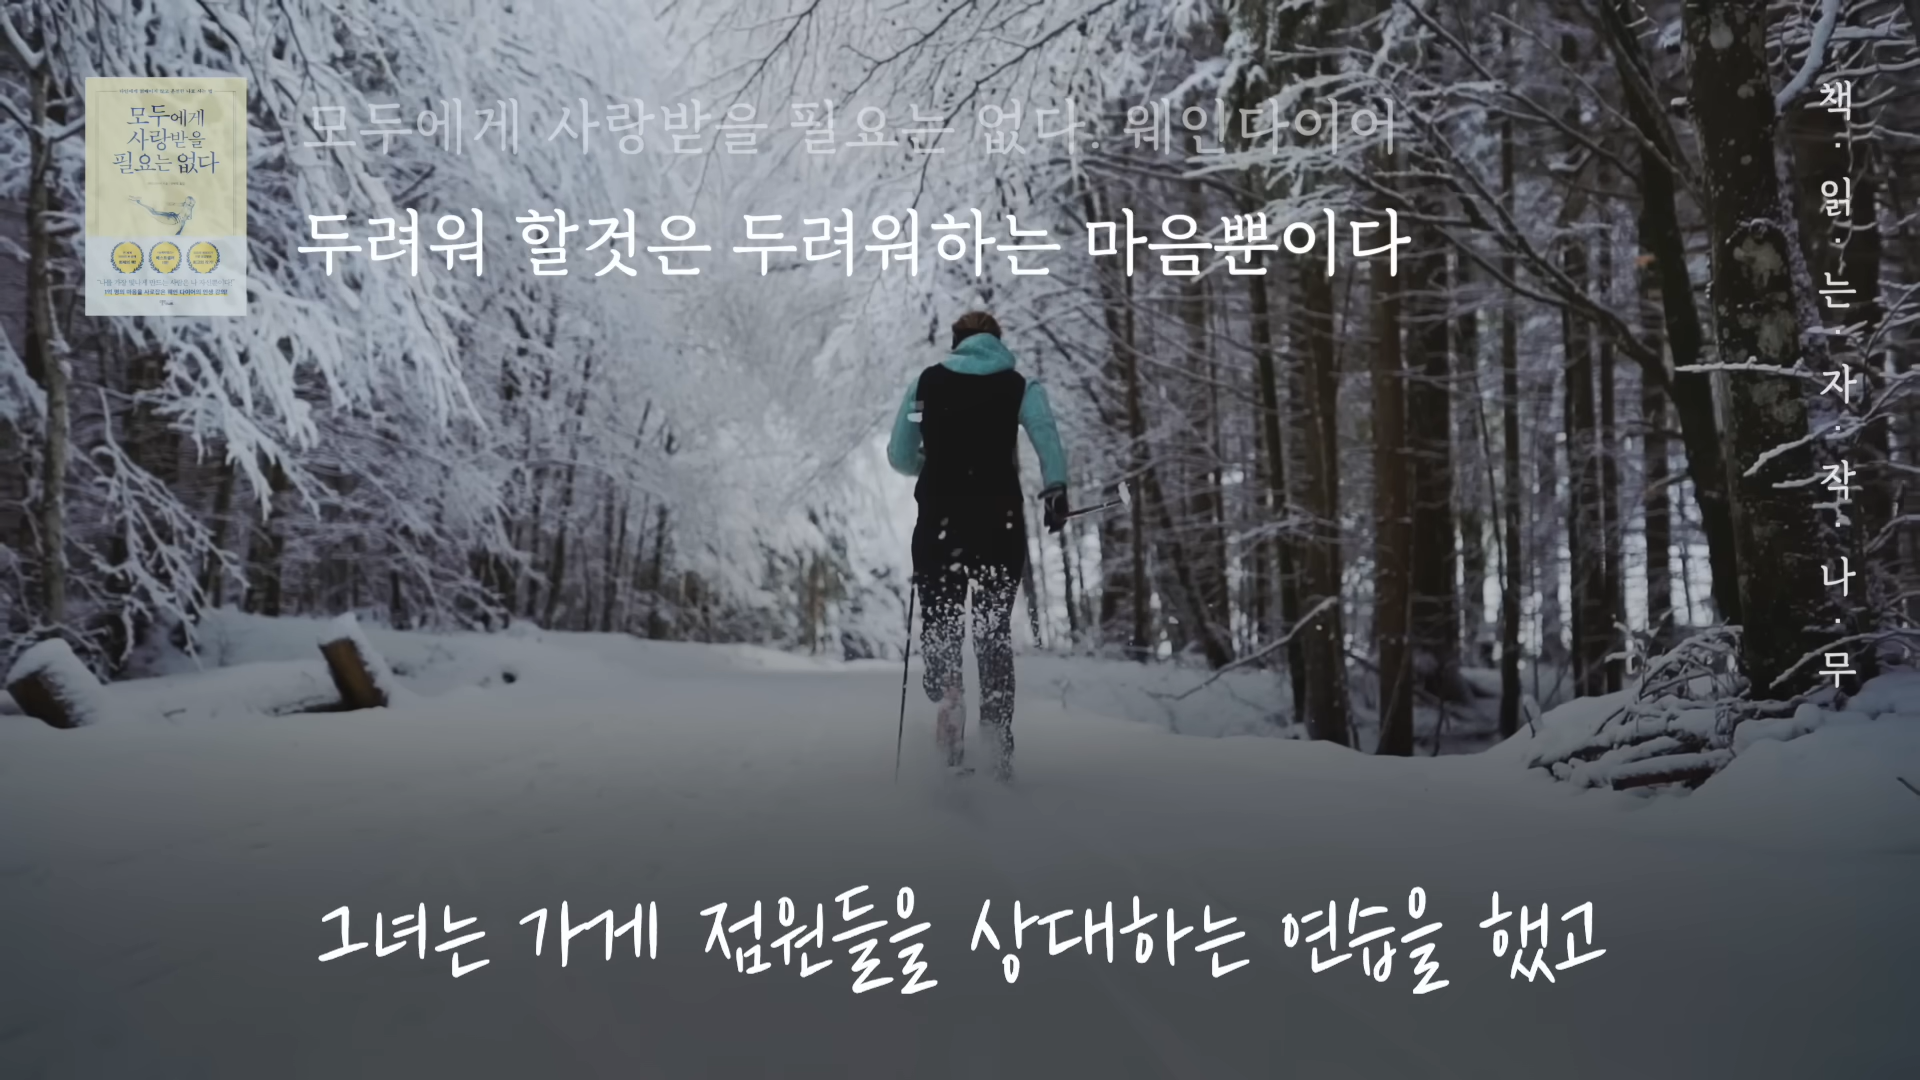 모두에게
사랑받을
필요는 없다
모두에게 사랑받을 필요는 없다. 웨인다이어
두려워 할것은 두려워하는 마음뿐이다
책·읽·는·자·작·나·무
그녀는 가게 점원들을 상대하는 연습을 했고